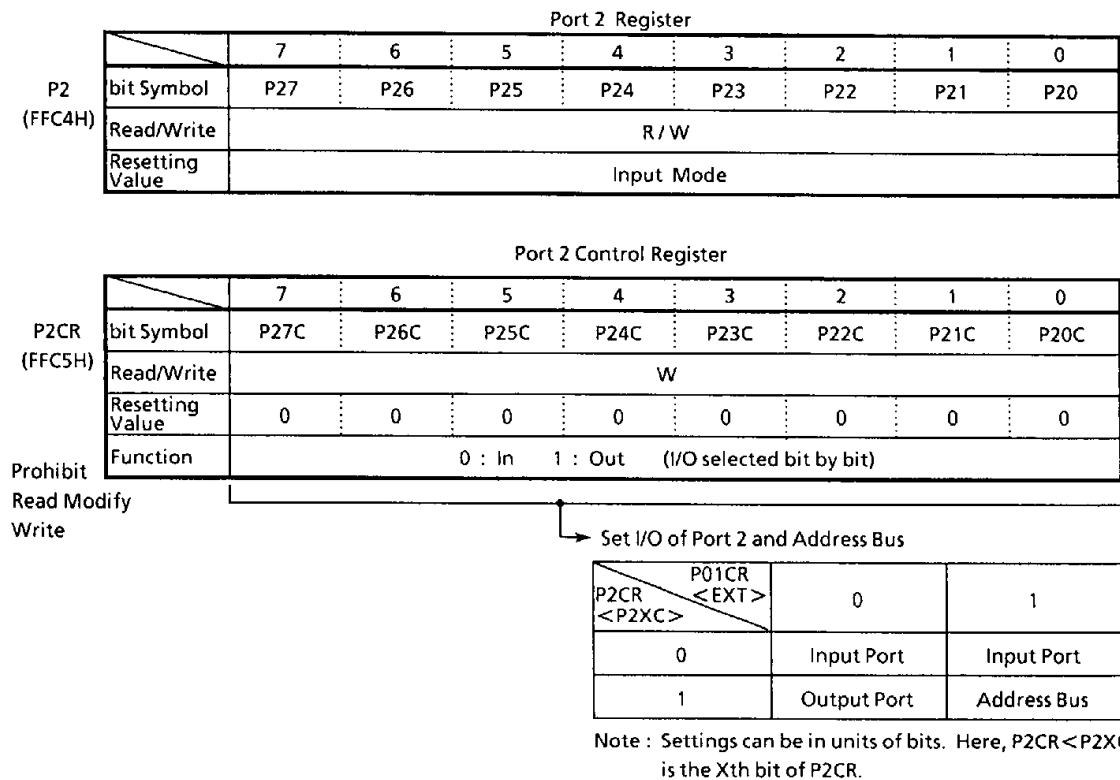 Port 2 Register
7 6 5 4 3 2 1 0
P2 bit Symbol P27 P26 P25 P24 P23 P22 P21 P20
(FFC4H)
Read/Write R / W
Resetting
Value Input Mode
Port 2 Control Register
7 6 5 4 3 2 1 0
P2CR bit Symbol P27C P26C P25C P24C P23C P22C P21C P20C
(FFC5H)
Read/Write W
Resetting
Value 0 0 0 0 0 0 0 0
Function 0 : In 1 : Out (I/O selected bit by bit)
Prohibit
Read Modify
Write
Set I/O of Port 2 and Address Bus
P01CR
<EXT>
P2CR
<P2XC>
0 1
0 Input Port Input Port
1 Output Port Address Bus
Note : Settings can be in units of bits. Here, P2CR<P2X
is the Xth bit of P2CR.